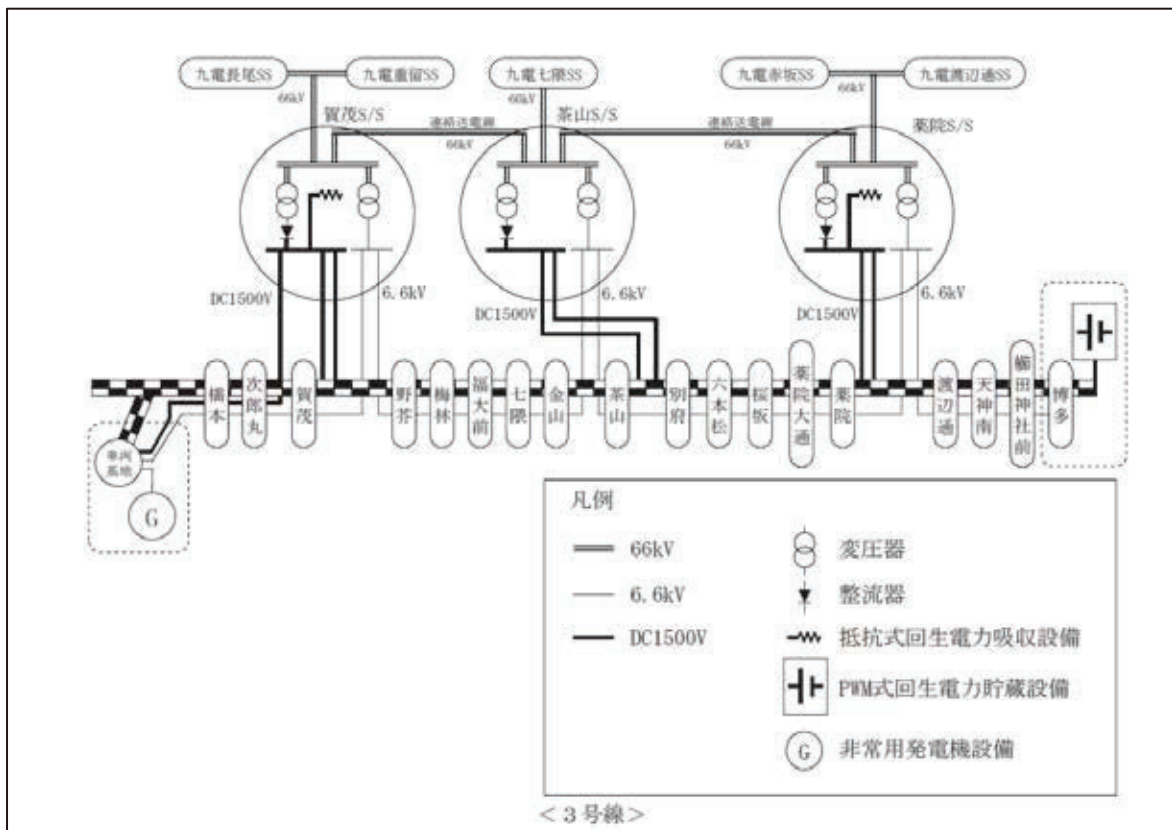 九電長尾SS
九電重留SS
九電七隈SS
九電赤坂SS
九電渡辺通SS
66kV
66kV
66kV
賀茂S/S
茶山S/S
薬院S/S
連絡送電線
66kV
連絡送電線
66kV
DC1500V
6.6kV
DC1500V
6.6kV
DC1500V
6.6kV
橋本
次郎丸
賀茂
野芥
梅林
福大前
七隈
金山
茶山
別府
六本松
桜坂
薬院大通
薬院
渡辺通
天神南
櫛田神社前
博多
車両
基地
G
凡例
66kV
6.6kV
DC1500V
変圧器
整流器
抵抗式回生電力吸収設備
PWM式回生電力貯蔵設備
G
非常用発電機設備
＜３号線＞